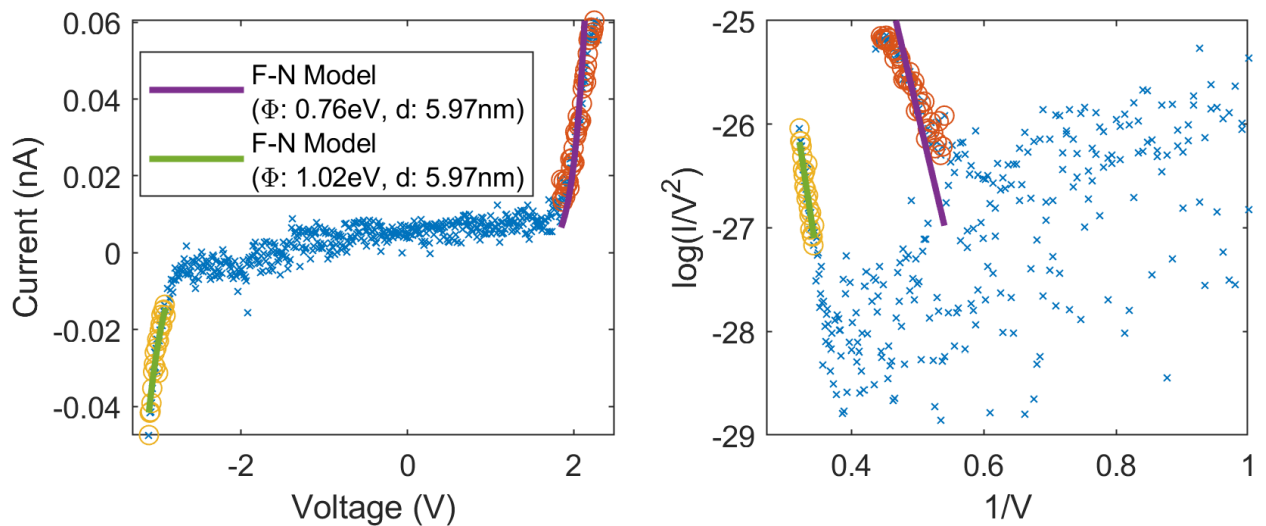 0.06
0.04
0.02
0
-0.02
-0.04
-2
0
2
Voltage (V)
Current (nA)
F-N Model
(Φ: 0.76eV, d: 5.97nm)
F-N Model
(Φ: 1.02eV, d: 5.97nm)
-25
-26
-27
-28
-29
0.4
0.6
0.8
1
1/V
log(I/V²)